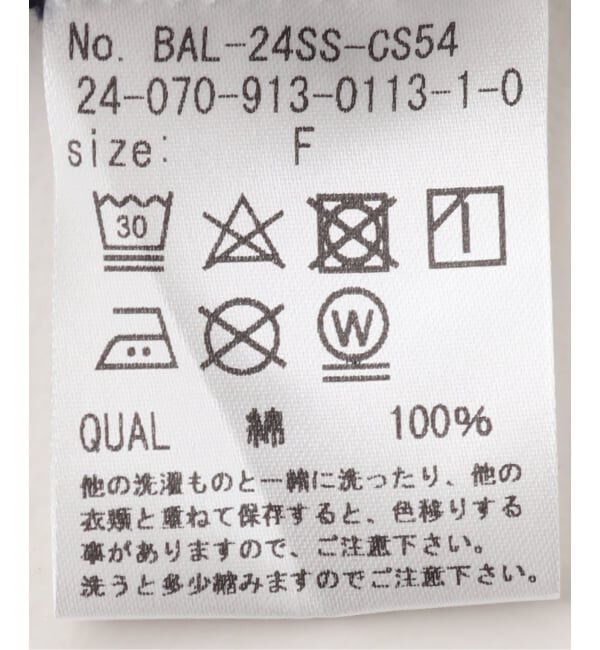 No. BAL-24SS-CS54
24-070-913-0113-1-0
size: F
30
W
QUAL 綿 100%
他の洗濯ものと一緒に洗ったり、他の
衣類と重ねて保存すると、色移りする
事がありますので、ご注意下さい。
洗うと多少縮みますのでご注意下さい。